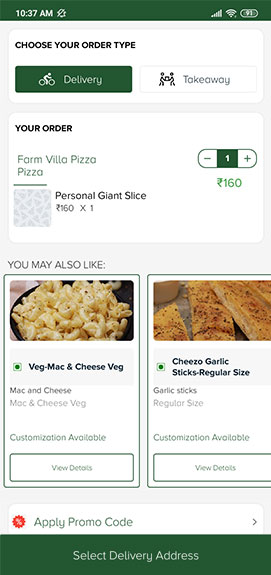 10:37 AM
91
CHOOSE YOUR ORDER TYPE
Delivery
Takeaway
YOUR ORDER
Farm Villa Pizza
Pizza
− 1 +
₹160
Personal Giant Slice
₹160 X 1
YOU MAY ALSO LIKE:
Veg-Mac & Cheese Veg
Mac and Cheese
Mac & Cheese Veg
Customization Available
View Details
Cheezo Garlic
Sticks-Regular Size
Garlic sticks
Regular Size
Customization Available
View Details
Apply Promo Code
Select Delivery Address